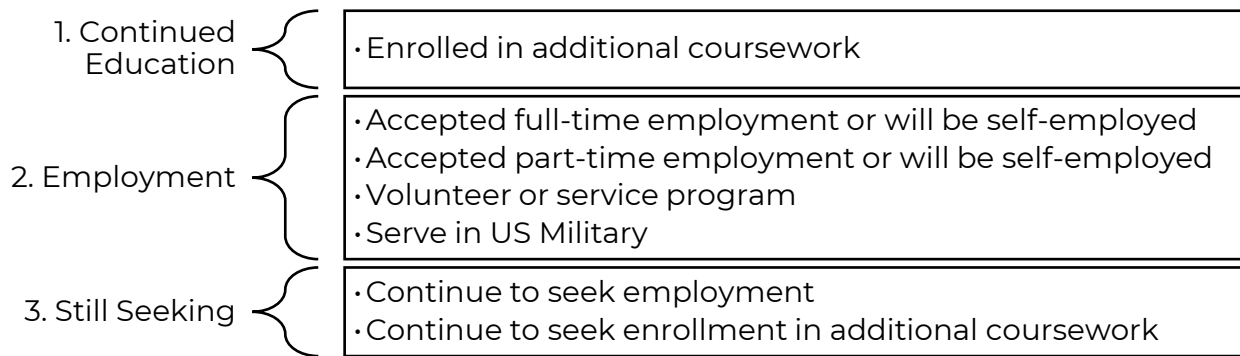 1. Continued
Education
• Enrolled in additional coursework
2. Employment
• Accepted full-time employment or will be self-employed
• Accepted part-time employment or will be self-employed
• Volunteer or service program
• Serve in US Military
3. Still Seeking
• Continue to seek employment
• Continue to seek enrollment in additional coursework